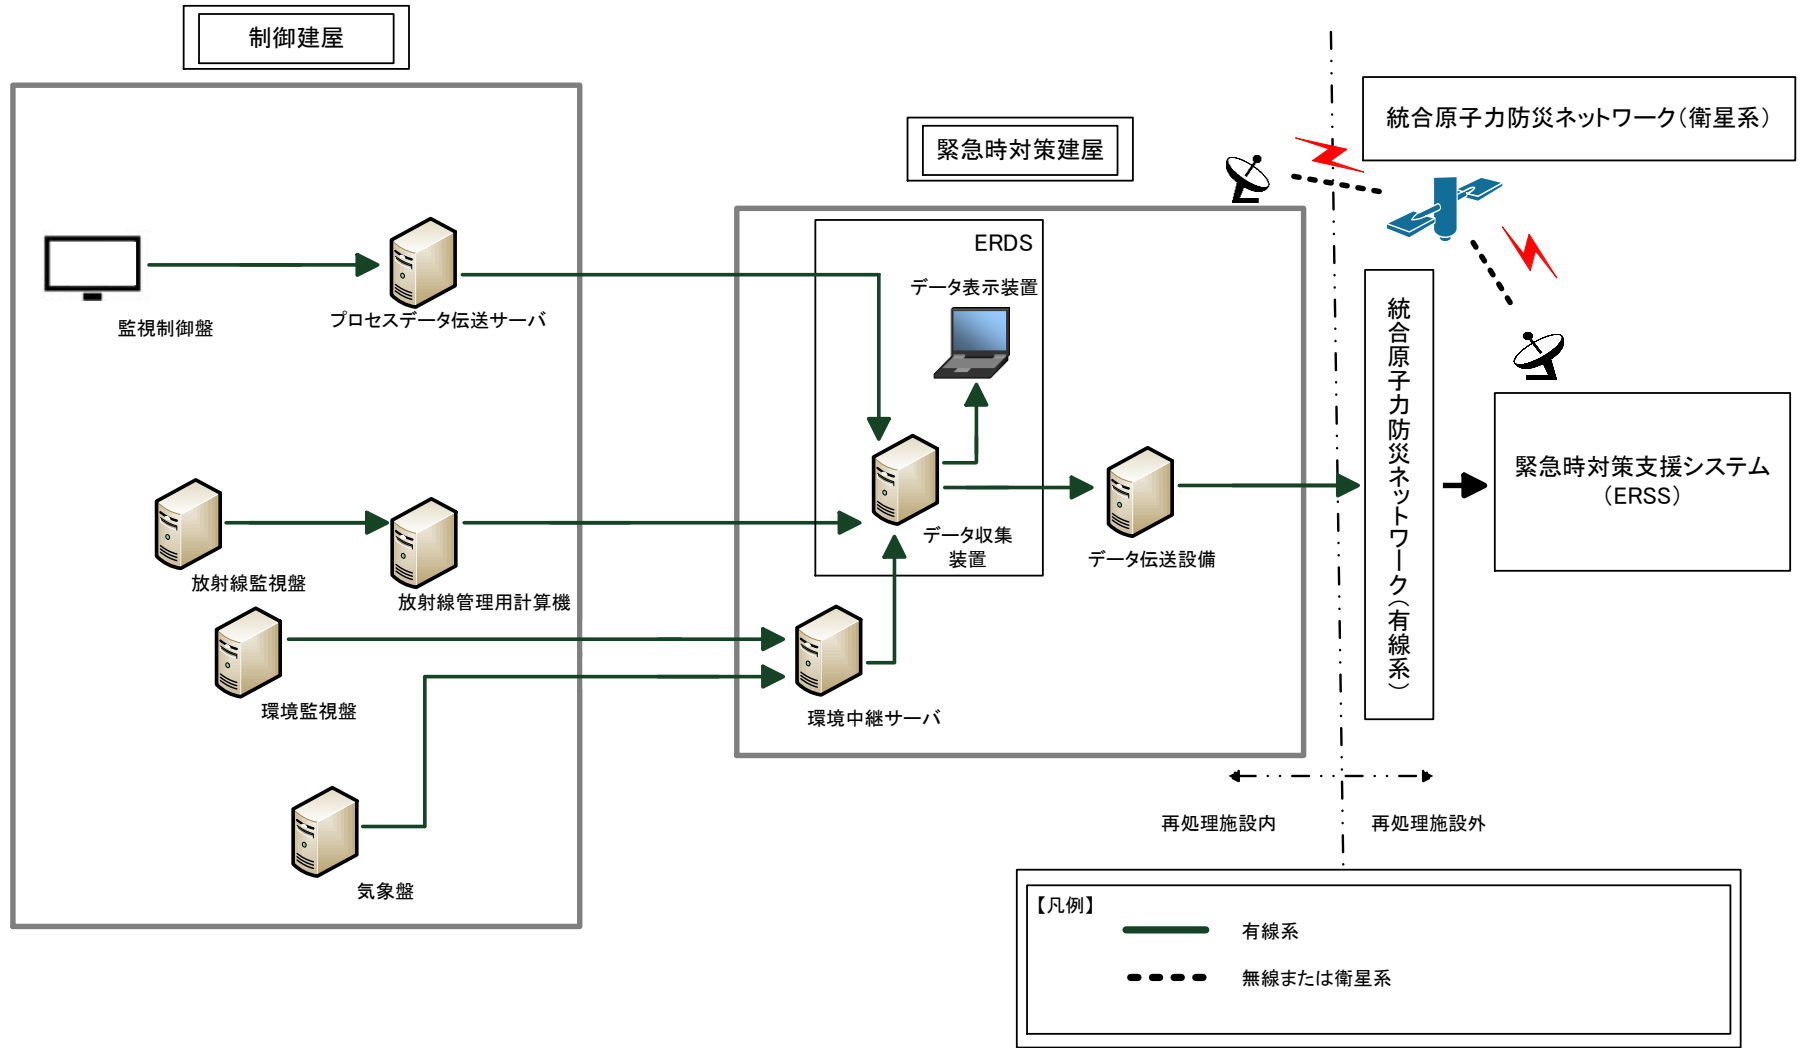 制御建屋
統合原子力防災ネットワーク（衛星系）
緊急時対策建屋
ERDS
データ表示装置
監視制御盤
プロセスデータ伝送サーバ
統合原子力防災ネットワーク（有線系）
緊急時対策支援システム
（ERSS）
データ収集
装置
データ伝送設備
放射線監視盤
放射線管理用計算機
環境監視盤
環境中継サーバ
再処理施設内
再処理施設外
気象盤
【凡例】
有線系
無線または衛星系